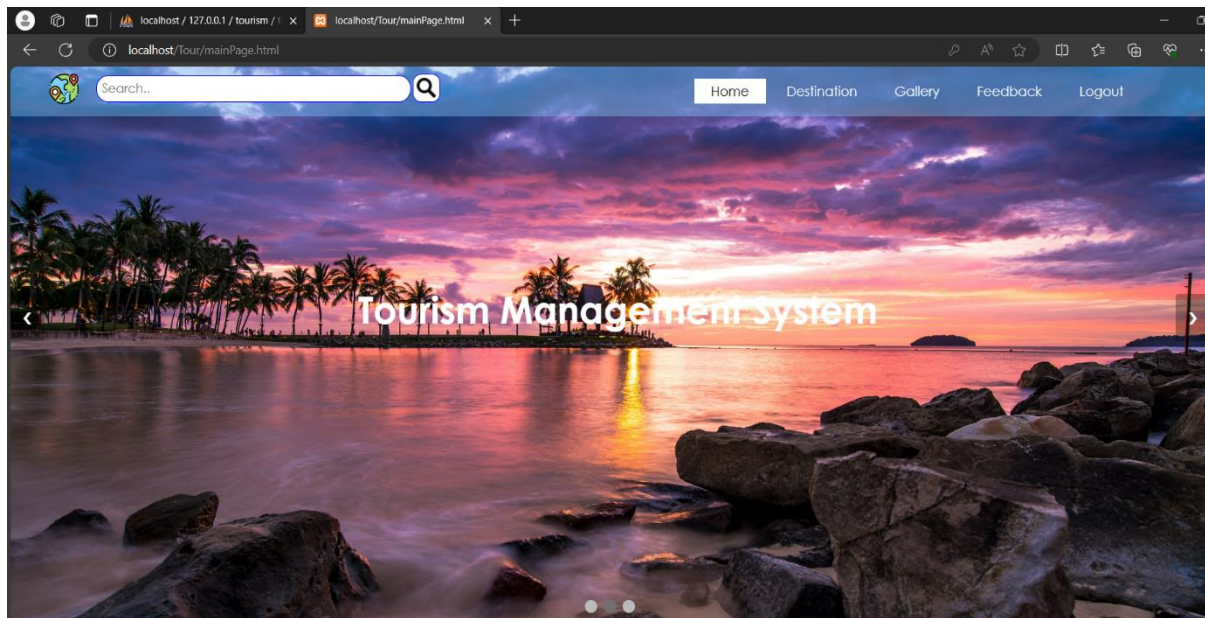 localhost / 127.0.0.1 / tourism / t
localhost/Tour/mainPage.html
localhost/Tour/mainPage.html
Search..
Home Destination Gallery Feedback Logout
Tourism Management System